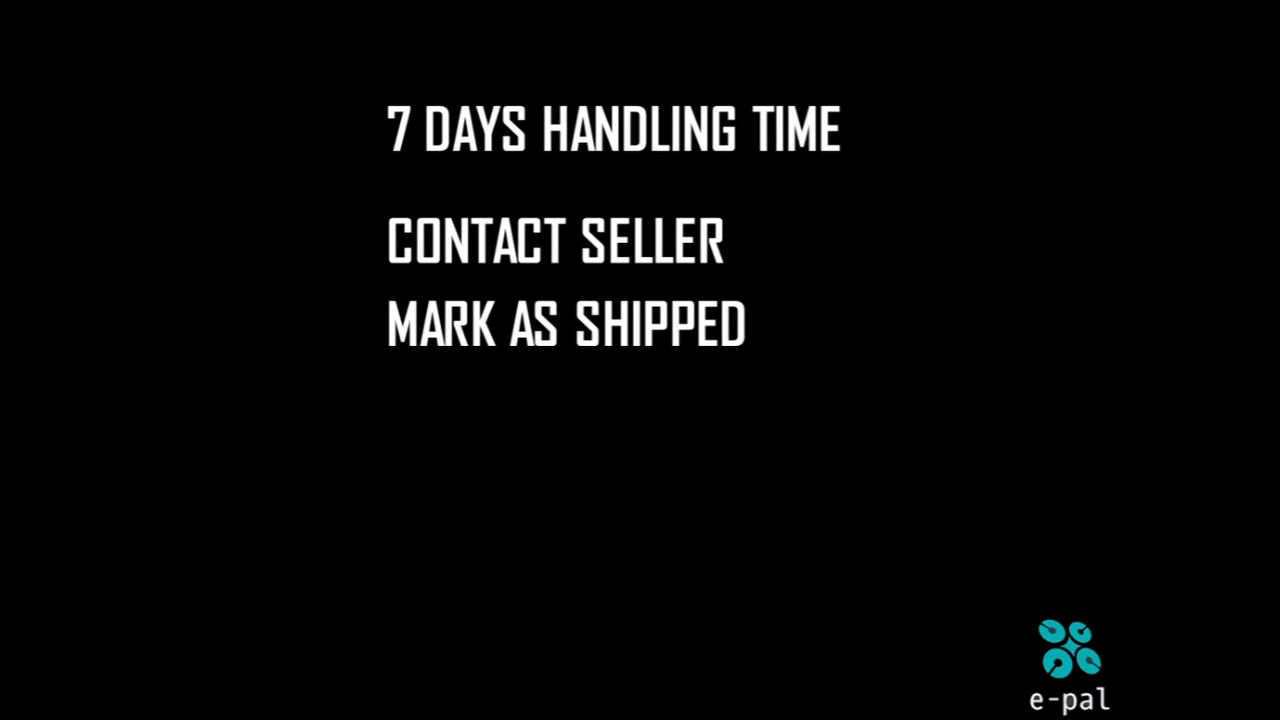 7 DAYS HANDLING TIME
CONTACT SELLER
MARK AS SHIPPED
e-pal